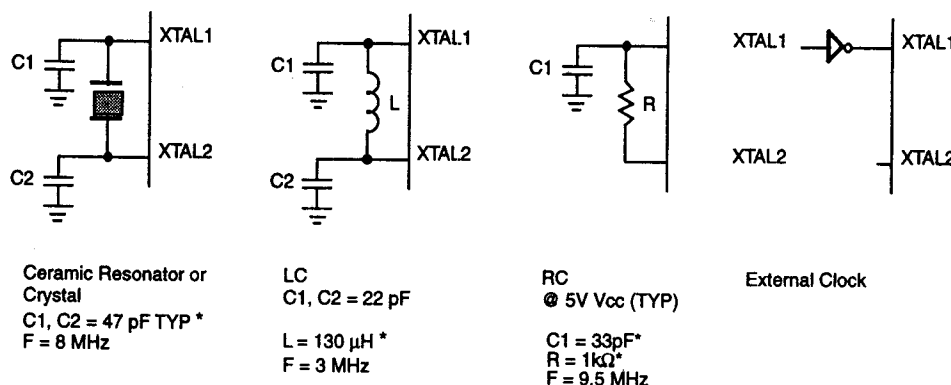 XTAL1
C1
XTAL2
C2
Ceramic Resonator or
Crystal
C1, C2 = 47 pF TYP *
F = 8 MHz
XTAL1
C1
L
XTAL2
C2
LC
C1, C2 = 22 pF
L = 130 μH *
F = 3 MHz
C1
R
RC
@ 5V Vcc (TYP)
C1 = 33pF*
R = 1kΩ*
F = 9.5 MHz
XTAL1
XTAL1
XTAL2
XTAL2
External Clock